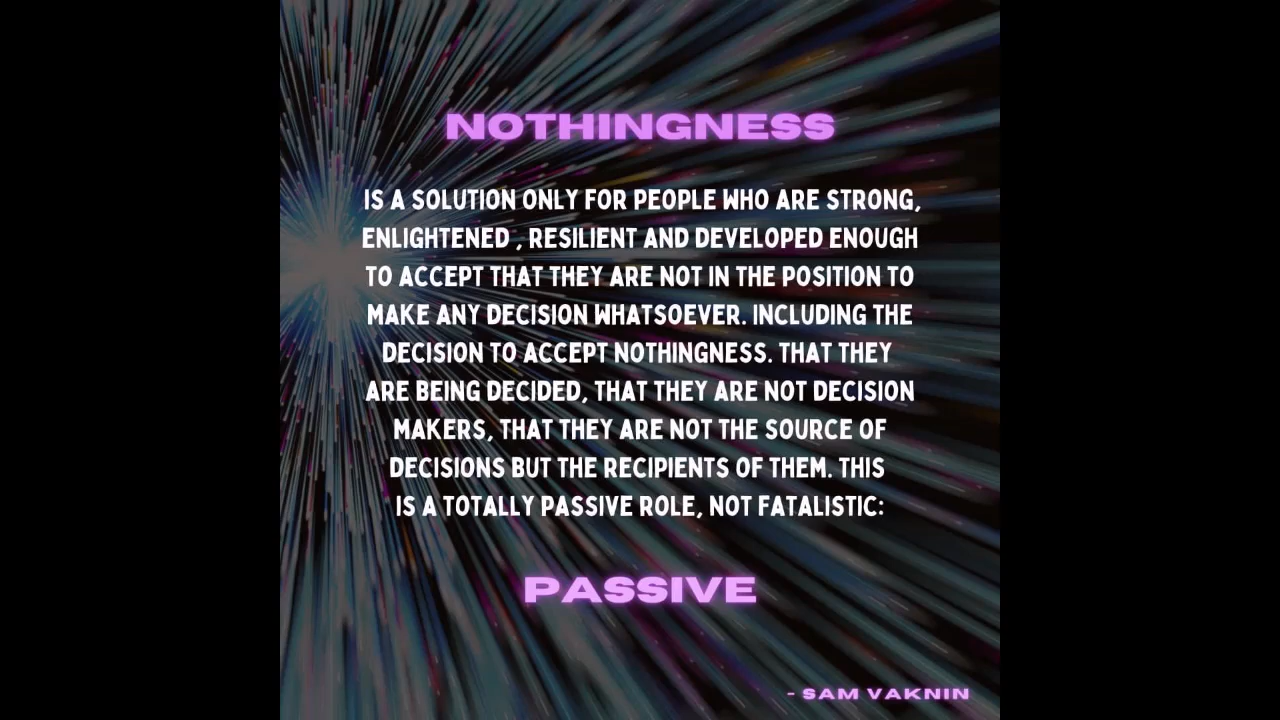 NOTHINGNESS
IS A SOLUTION ONLY FOR PEOPLE WHO ARE STRONG,
ENLIGHTENED , RESILIENT AND DEVELOPED ENOUGH
TO ACCEPT THAT THEY ARE NOT IN THE POSITION TO
MAKE ANY DECISION WHATSOEVER. INCLUDING THE
DECISION TO ACCEPT NOTHINGNESS. THAT THEY
ARE BEING DECIDED, THAT THEY ARE NOT DECISION
MAKERS, THAT THEY ARE NOT THE SOURCE OF
DECISIONS BUT THE RECIPIENTS OF THEM. THIS
IS A TOTALLY PASSIVE ROLE, NOT FATALISTIC:
PASSIVE
- SAM VAKNIN